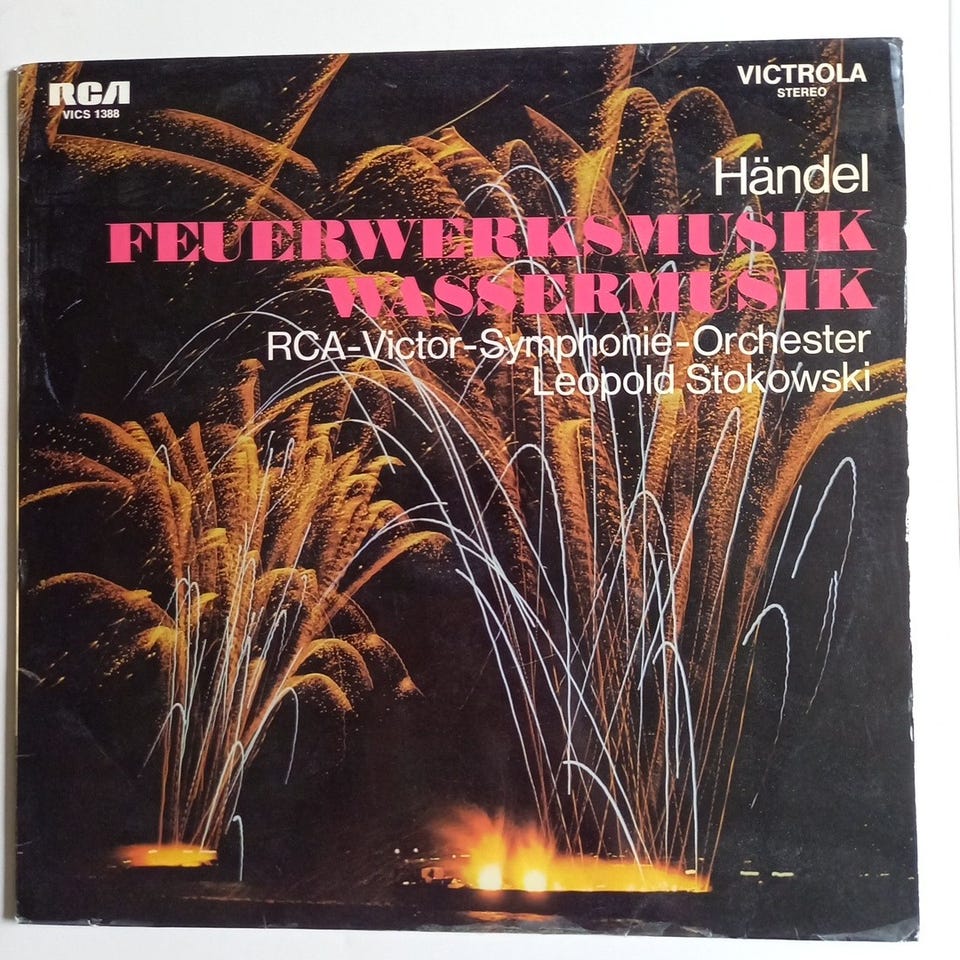 RCA
VICS 1388
VICTROLA
STEREO
Händel
FEUERWERKSMUSIK
WASSERMUSIK
RCA-Victor-Symphonie-Orchester
Leopold Stokowski